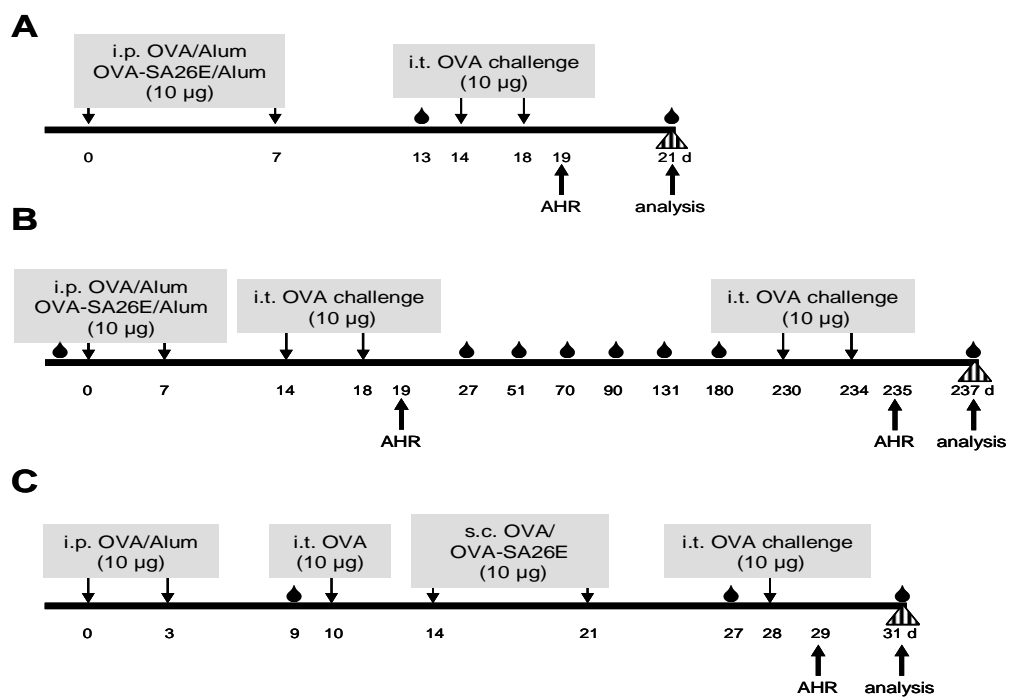 A
i.p. OVA/Alum
OVA-SA26E/Alum
(10 µg)
i.t. OVA challenge
(10 µg)
0 7 13 14 18 19 21 d
AHR analysis
B
i.p. OVA/Alum
OVA-SA26E/Alum
(10 µg)
i.t. OVA challenge
(10 µg)
i.t. OVA challenge
(10 µg)
0 7 14 18 19 27 51 70 90 131 180 230 234 235 237 d
AHR AHR analysis
C
i.p. OVA/Alum
(10 µg)
i.t. OVA
(10 µg)
s.c. OVA/
OVA-SA26E
(10 µg)
i.t. OVA challenge
(10 µg)
0 3 9 10 14 21 27 28 29 31 d
AHR analysis